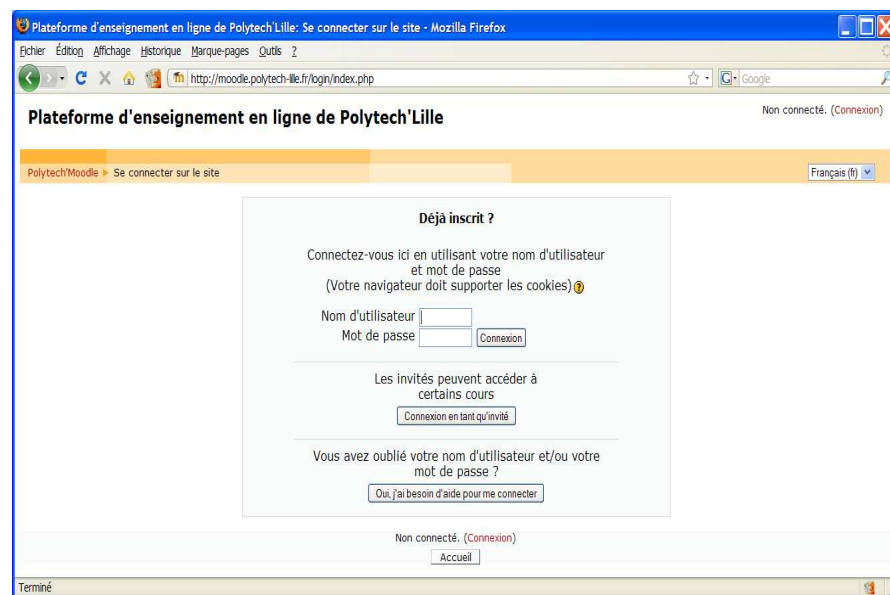 Plateforme d'enseignement en ligne de Polytech'Lille: Se connecter sur le site - Mozilla Firefox
Fichier Édition Affichage Historique Marque-pages Outils ?
http://moodle.polytech-lille.fr/login/index.php
Google
Plateforme d'enseignement en ligne de Polytech'Lille
Non connecté. (Connexion)
Polytech'Moodle ► Se connecter sur le site
Français (fr)
Déjà inscrit ?
Connectez-vous ici en utilisant votre nom d'utilisateur
et mot de passe
(Votre navigateur doit supporter les cookies) ?
Nom d'utilisateur
Mot de passe Connexion
Les invités peuvent accéder à
certains cours
Connexion en tant qu'invité
Vous avez oublié votre nom d'utilisateur et/ou votre
mot de passe ?
Oui, j'ai besoin d'aide pour me connecter
Non connecté. (Connexion)
Accueil
Terminé